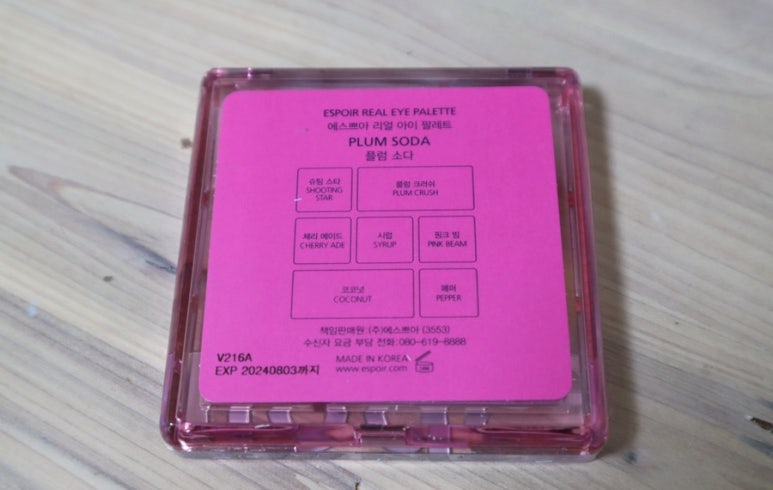 ESPOIR REAL EYE PALETTE
에스쁘아 리얼 아이 팔레트
PLUM SODA
플럼 소다
슈팅 스타
SHOOTING
STAR
플럼 크러쉬
PLUM CRUSH
체리 에이드
CHERRY ADE
시럽
SYRUP
핑크 빔
PINK BEAM
코코넛
COCONUT
페퍼
PEPPER
책임판매원:(주)에스쁘아 (3553)
수신자 요금 부담 전화:080-619-8888
V216A
EXP 20240803까지
MADE IN KOREA
www.espoir.com